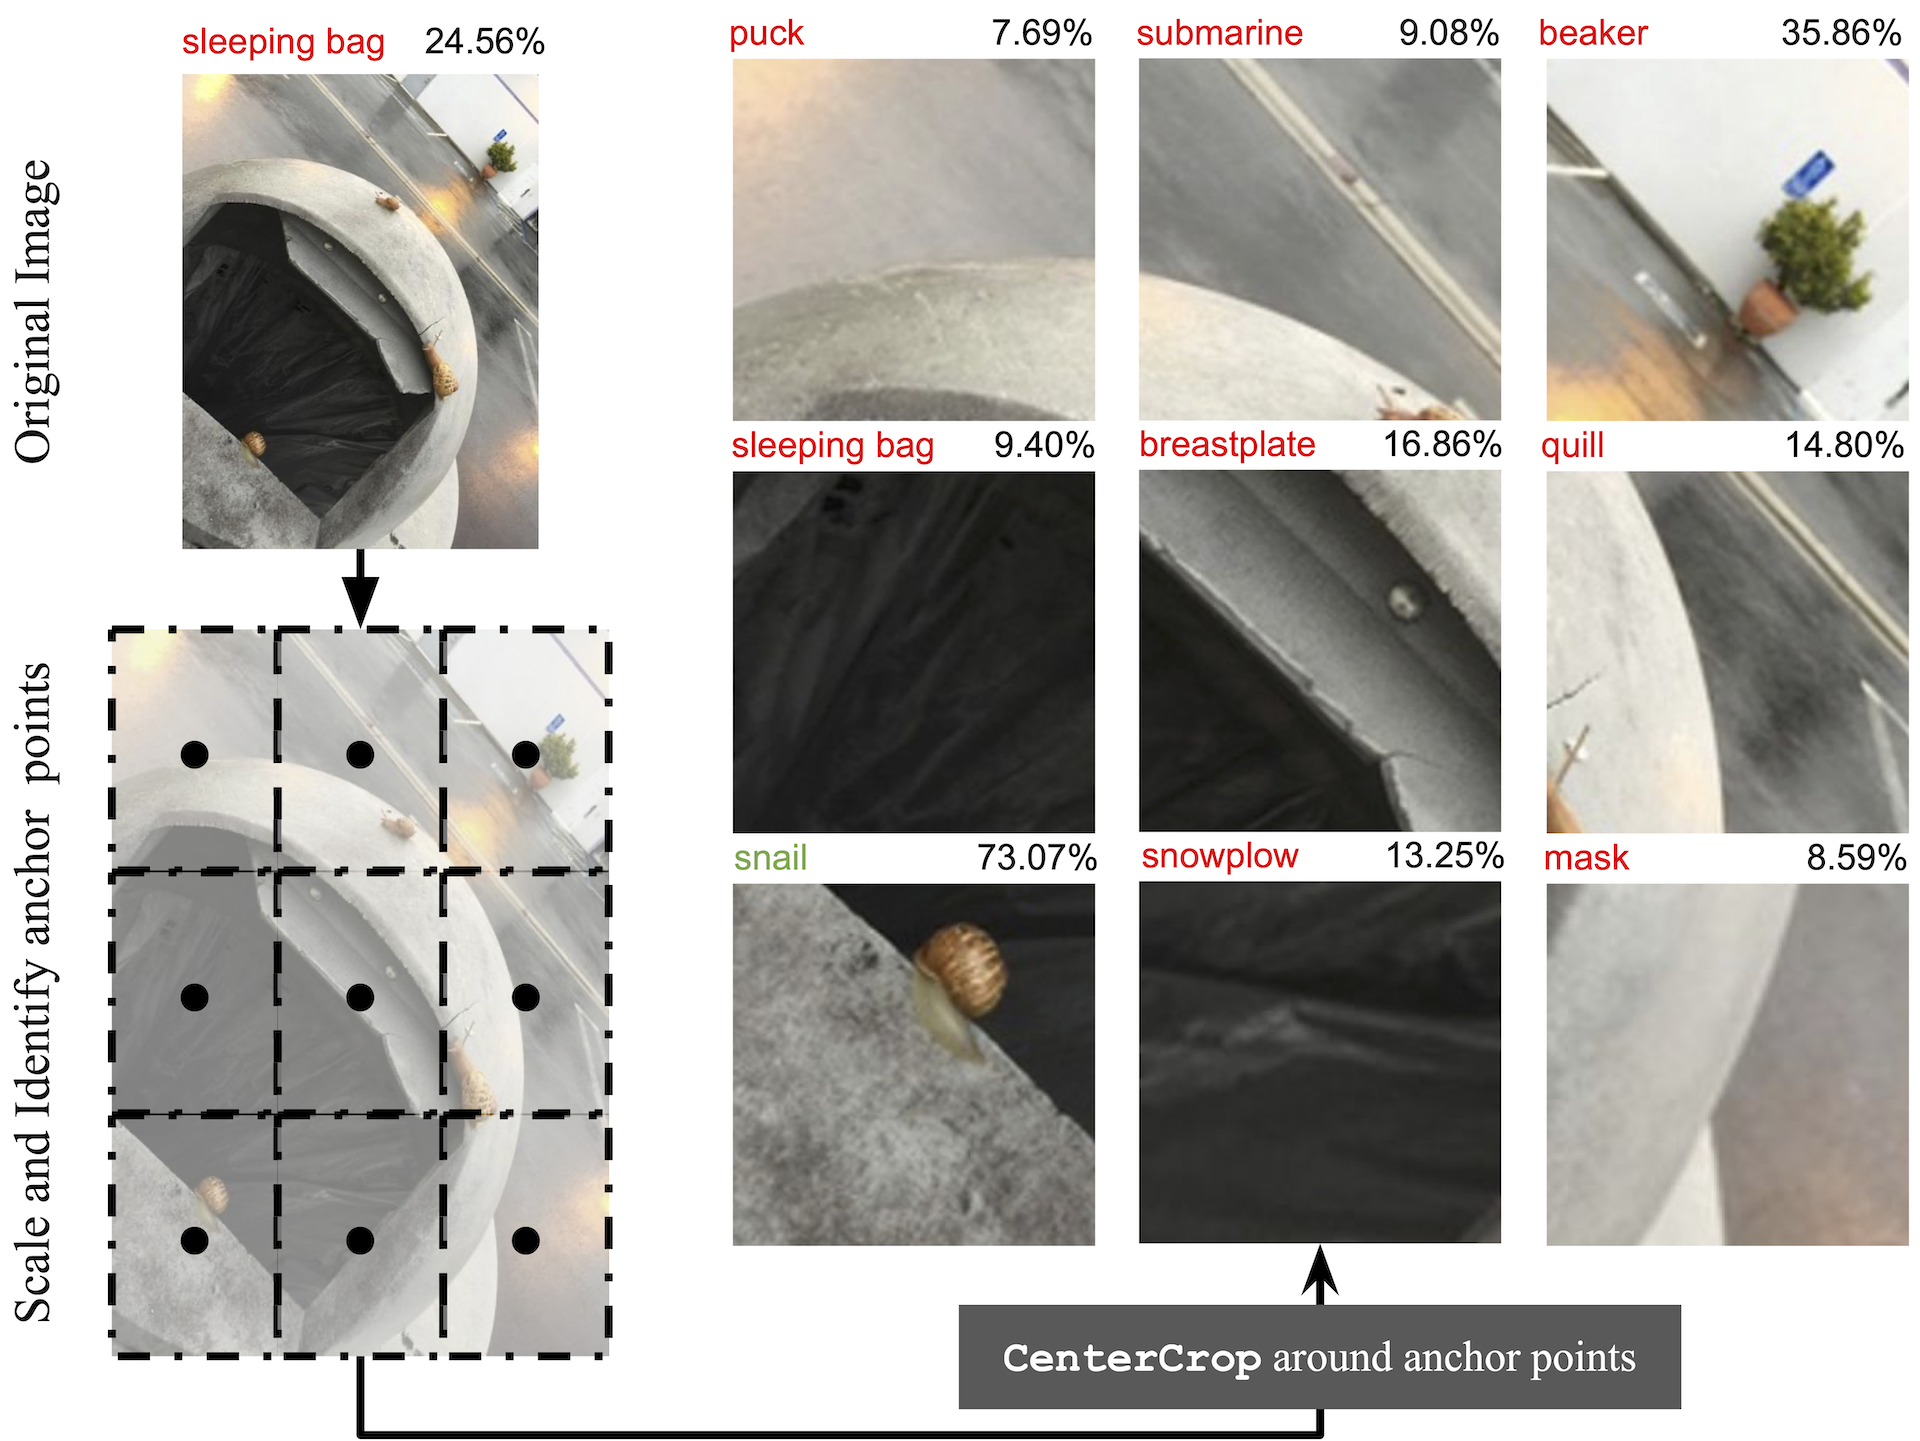 Original Image
sleeping bag 24.56%
Scale and Identify anchor points
puck 7.69%
submarine 9.08%
beaker 35.86%
sleeping bag 9.40%
breastplate 16.86%
quill 14.80%
snail 73.07%
snowplow 13.25%
mask 8.59%
CenterCrop around anchor points